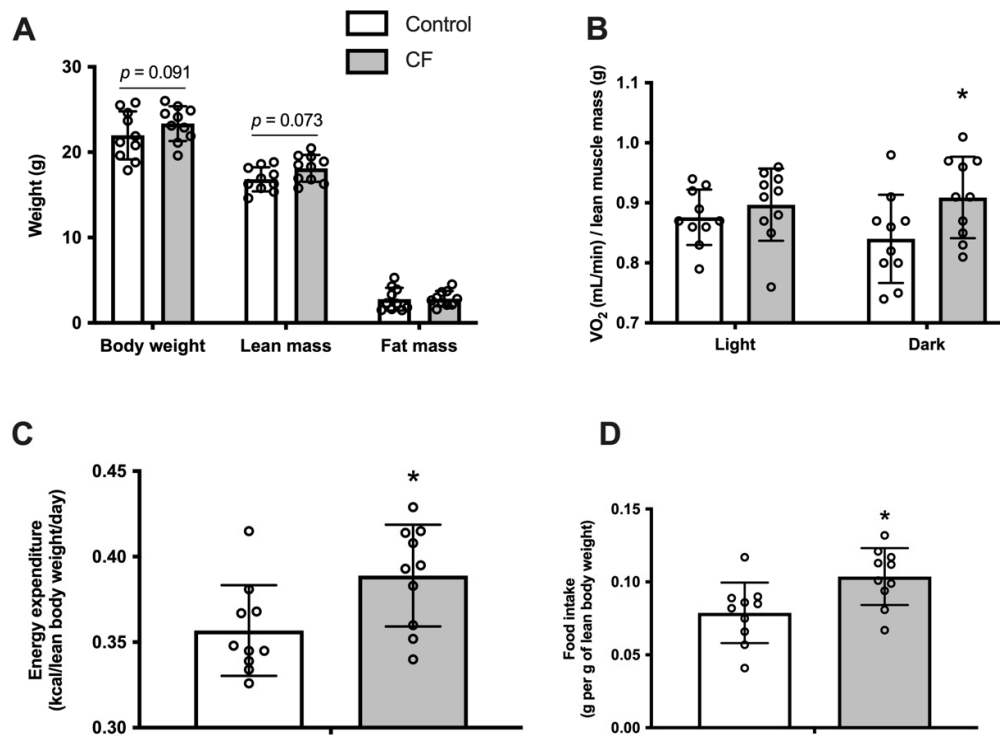 A
Control
CF
B
p = 0.091
p = 0.073
Weight (g)
30
20
10
0
Body weight
Lean mass
Fat mass
VO2 (mL/min) / lean muscle mass (g)
1.1
1.0
0.9
0.8
0.7
*
Light
Dark
C
Energy expenditure
(kcal/lean body weight/day)
0.45
0.40
0.35
0.30
*
D
Food intake
(g per g of lean body weight)
0.15
0.10
0.05
0.00
*